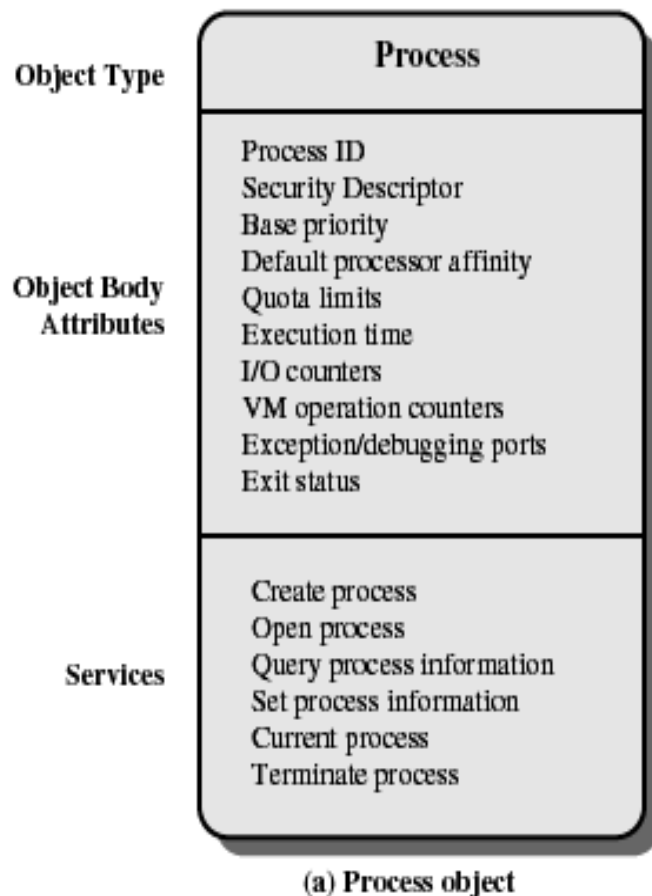 Object Type
Process
Object Body
Attributes
Process ID
Security Descriptor
Base priority
Default processor affinity
Quota limits
Execution time
I/O counters
VM operation counters
Exception/debugging ports
Exit status
Services
Create process
Open process
Query process information
Set process information
Current process
Terminate process
(a) Process object